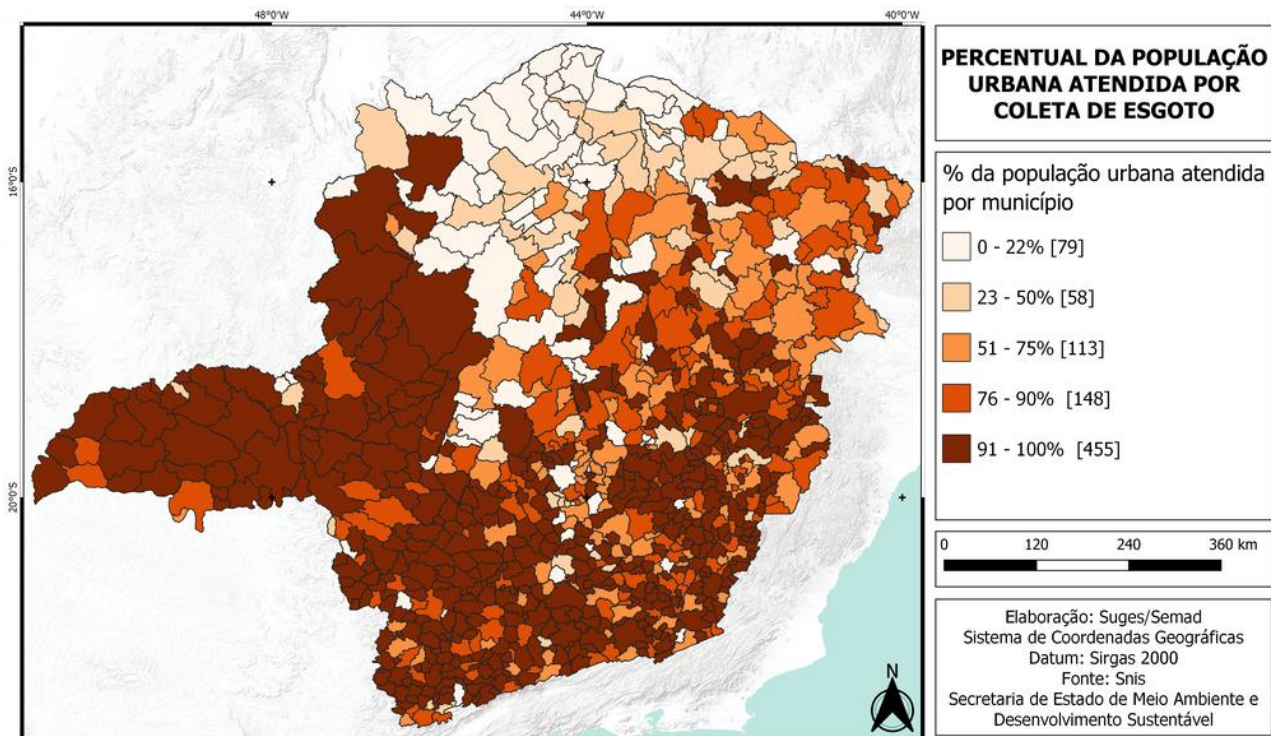 48°0'W 44°0'W 40°0'W
16°S
20°0'S
PERCENTUAL DA POPULAÇÃO
URBANA ATENDIDA POR
COLETA DE ESGOTO
% da população urbana atendida
por município
0 - 22% [79]
23 - 50% [58]
51 - 75% [113]
76 - 90% [148]
91 - 100% [455]
0 120 240 360 km
N
Elaboração: Suges/Semad
Sistema de Coordenadas Geográficas
Datum: Sirgas 2000
Fonte: Snis
Secretaria de Estado de Meio Ambiente e
Desenvolvimento Sustentável